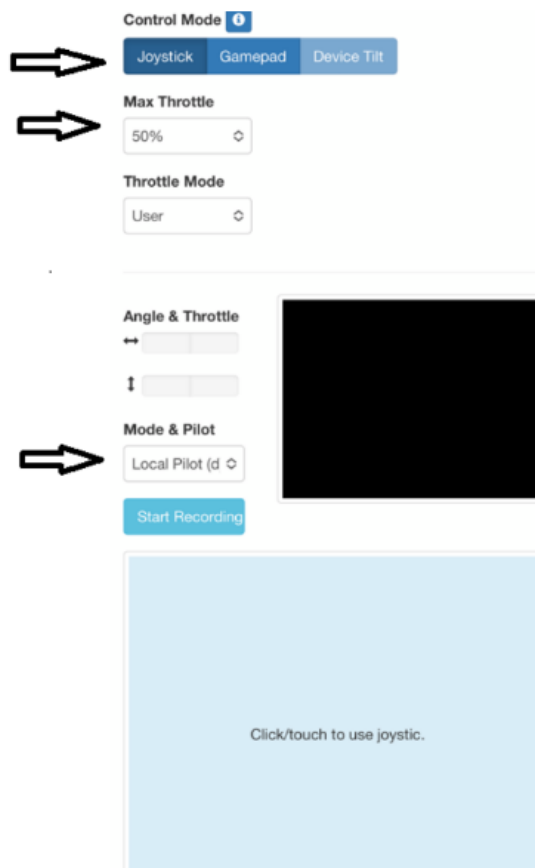 Control Mode
Joystick Gamepad Device Tilt
Max Throttle
50%
Throttle Mode
User
Angle & Throttle
Mode & Pilot
Local Pilot (d
Start Recording
Click/touch to use joystic.